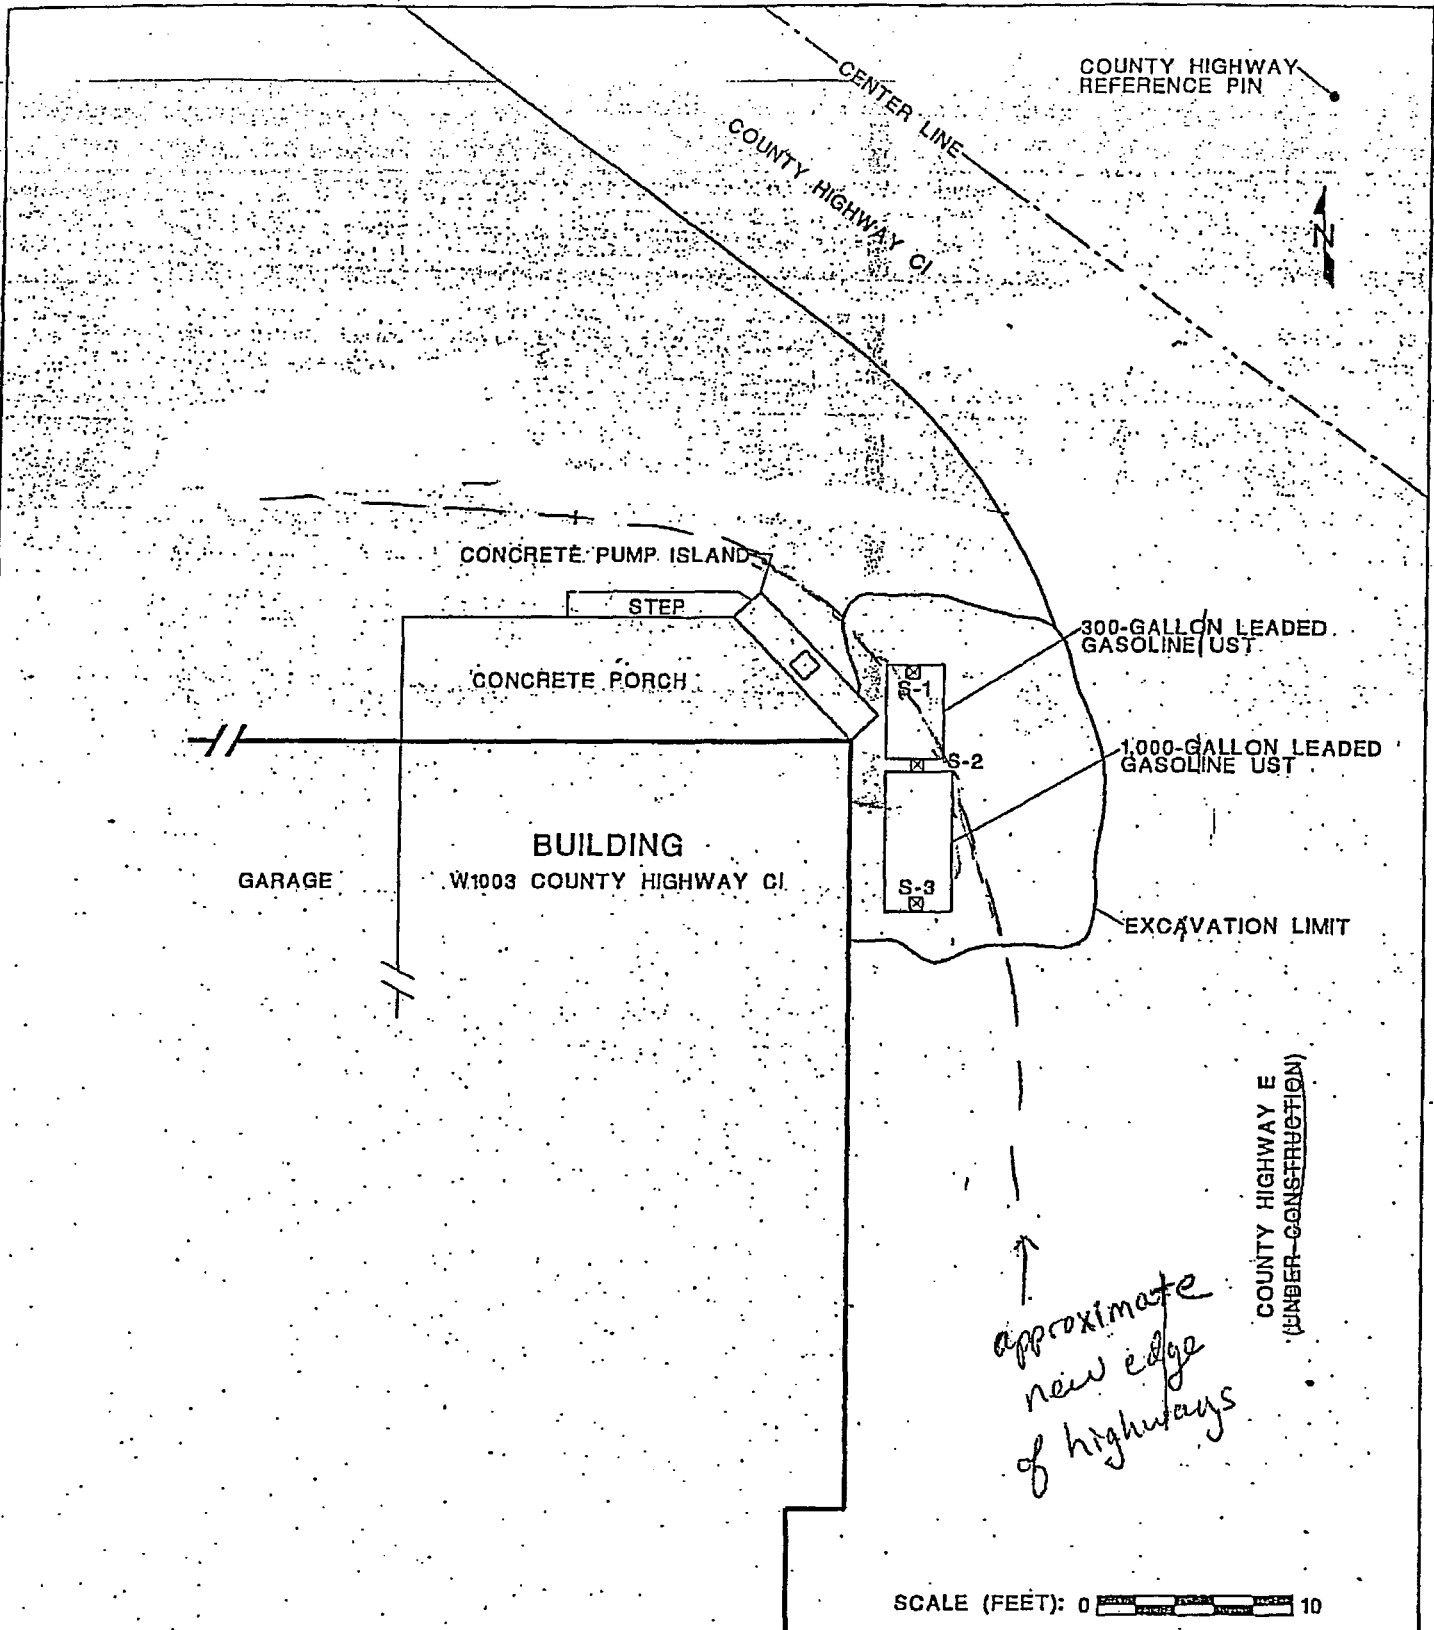 COUNTY HIGHWAY
REFERENCE PIN
CENTER LINE
COUNTY HIGHWAY CI
N
CONCRETE PUMP ISLAND
STEP
CONCRETE PORCH
300-GALLON LEADED
GASOLINE UST
S-1
S-2
1,000-GALLON LEADED
GASOLINE UST
BUILDING
W1003 COUNTY HIGHWAY CI
GARAGE
S-3
EXCAVATION LIMIT
COUNTY HIGHWAY E
(UNDER CONSTRUCTION)
approximate
new edge
of highways
SCALE (FEET): 0 10